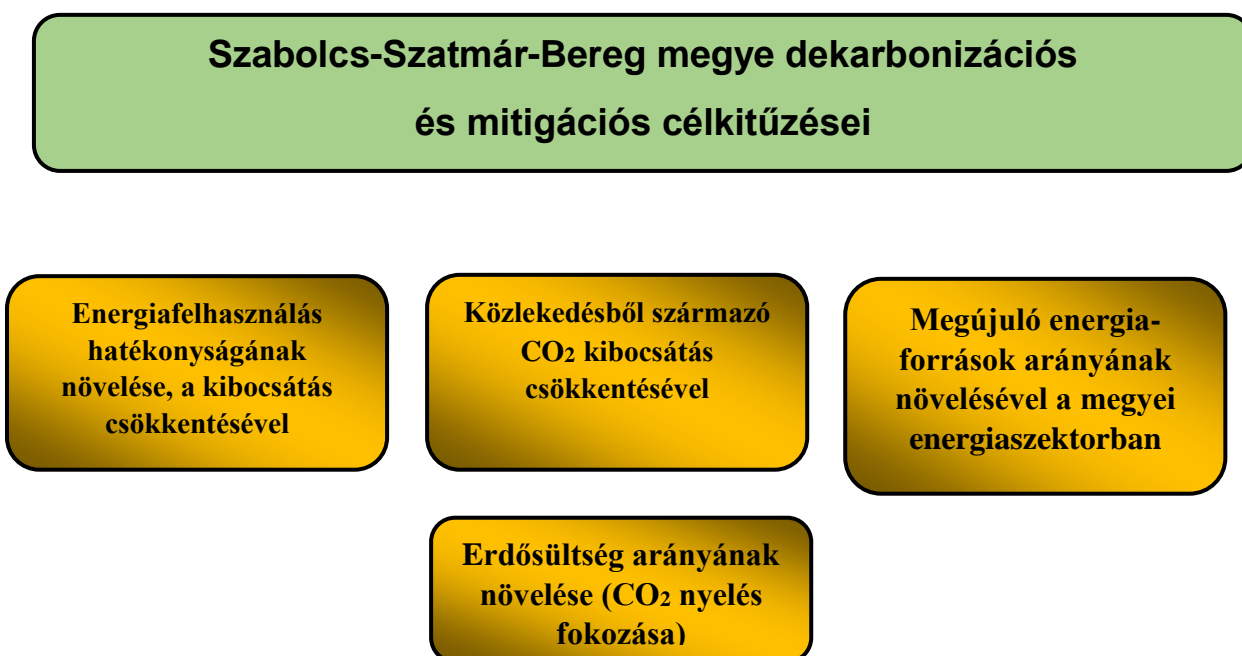 Szabolcs-Szatmár-Bereg megye dekarbonizációs
és mitigációs célkitűzései
Energiafelhasználás
hatékonyságának
növelése, a kibocsátás
csökkentésével
Közlekedésből származó
CO₂ kibocsátás
csökkentésével
Megújuló energia-
források arányának
növelésével a megyei
energiaszektorban
Erdősültség arányának
növelése (CO₂ nyelés
fokozása)